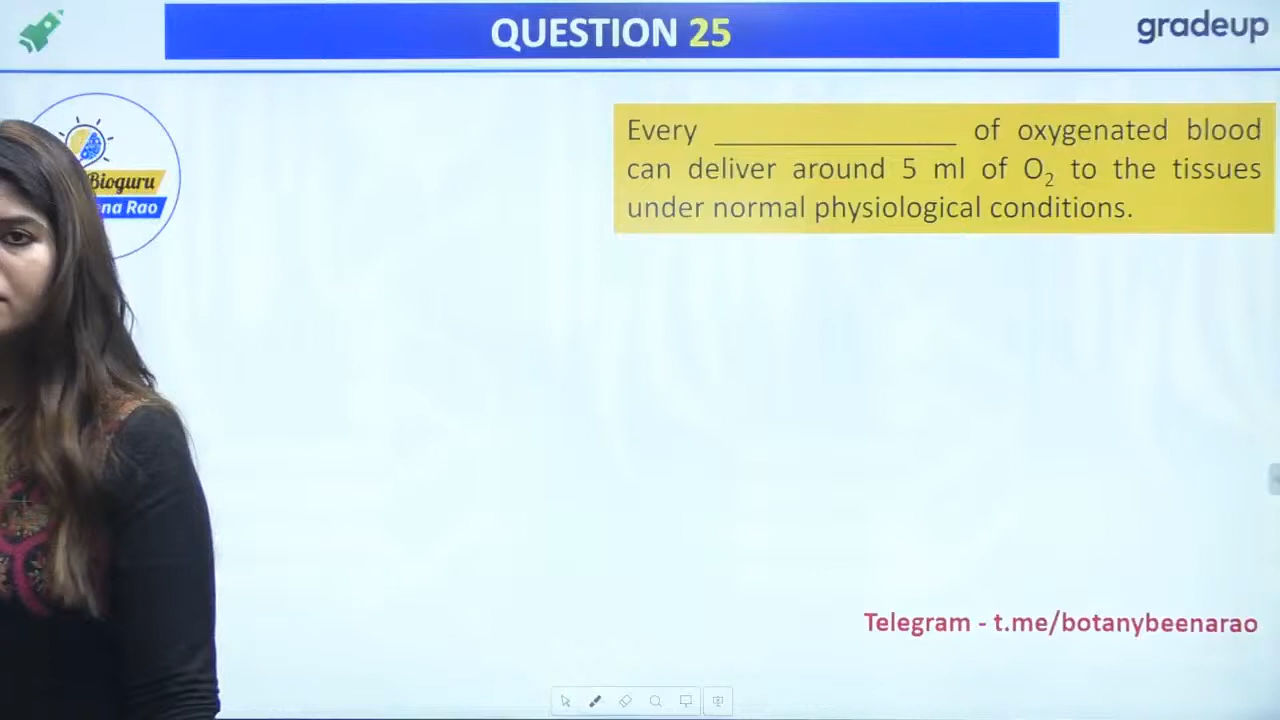 QUESTION 25
gradeup
Bioguru
ena Rao
Every ________________ of oxygenated blood
can deliver around 5 ml of O₂ to the tissues
under normal physiological conditions.
Telegram - t.me/botanybeenarao